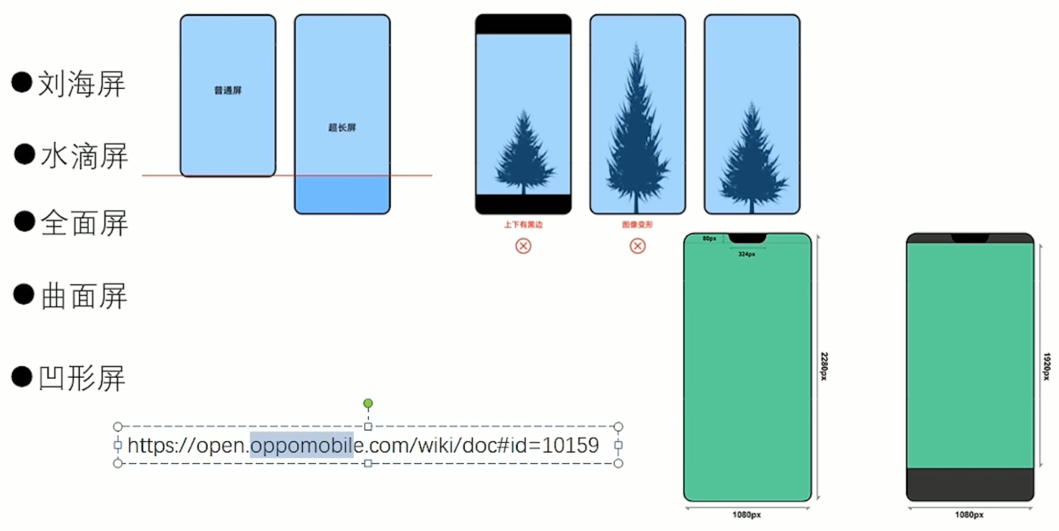 刘海屏
水滴屏
全面屏
曲面屏
凹形屏
普通屏
超长屏
上下有黑边
图像变形
80px
324px
2280px
1080px
1920px
1080px
https://open.oppomobile.com/wiki/doc#id=10159